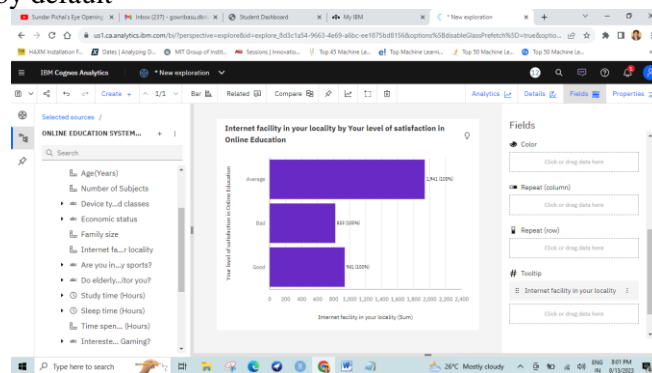 by default
Sundar Pichai's Eye Opening
Inbox (237) - gowribasu.dkt
Student Dashboard
My IBM
* New exploration
us1.ca.analytics.ibm.com/bi/?perspective=explore&id=explore_8d3c1a54-9663-4e69-a6bc-ee1875bd8156&options%5BdisableGlassPrefetch%5D=true&optio...
HAXM Installation F...
Dates | Analyzing D...
MIT Group of Instit...
Sessions | Innovatio...
Top 45 Machine Le...
Top Machine Learni...
Top 50 Machine Le...
Top 50 Machine Le...
IBM Cognos Analytics
* New exploration
Create +
1/1
Bar
Related
Compare
Analytics
Details
Fields
Properties
Selected sources /
ONLINE EDUCATION SYSTEM...
Search
Age(Years)
Number of Subjects
Device ty...d classes
Economic status
Family size
Internet fa...r locality
Are you in...y sports?
Do elderly...itor you?
Study time (Hours)
Sleep time (Hours)
Time spen... (Hours)
Intereste... Gaming?
Internet facility in your locality by Your level of satisfaction in
Online Education
Your level of satisfaction in Online Education
Average
1,941 (100%)
Bad
Good
0 200 400 600 800 1,000 1,200 1,400 1,600 1,800 2,000 2,200 2,400
Internet facility in your locality (Sum)
Fields
Color
Click or drag data here
Repeat (column)
Click or drag data here
Repeat (row)
Click or drag data here
Tooltip
Internet facility in your locality
Click or drag data here
Type here to search
26°C Mostly cloudy
ENG
IN
8:01 PM
8/13/2023